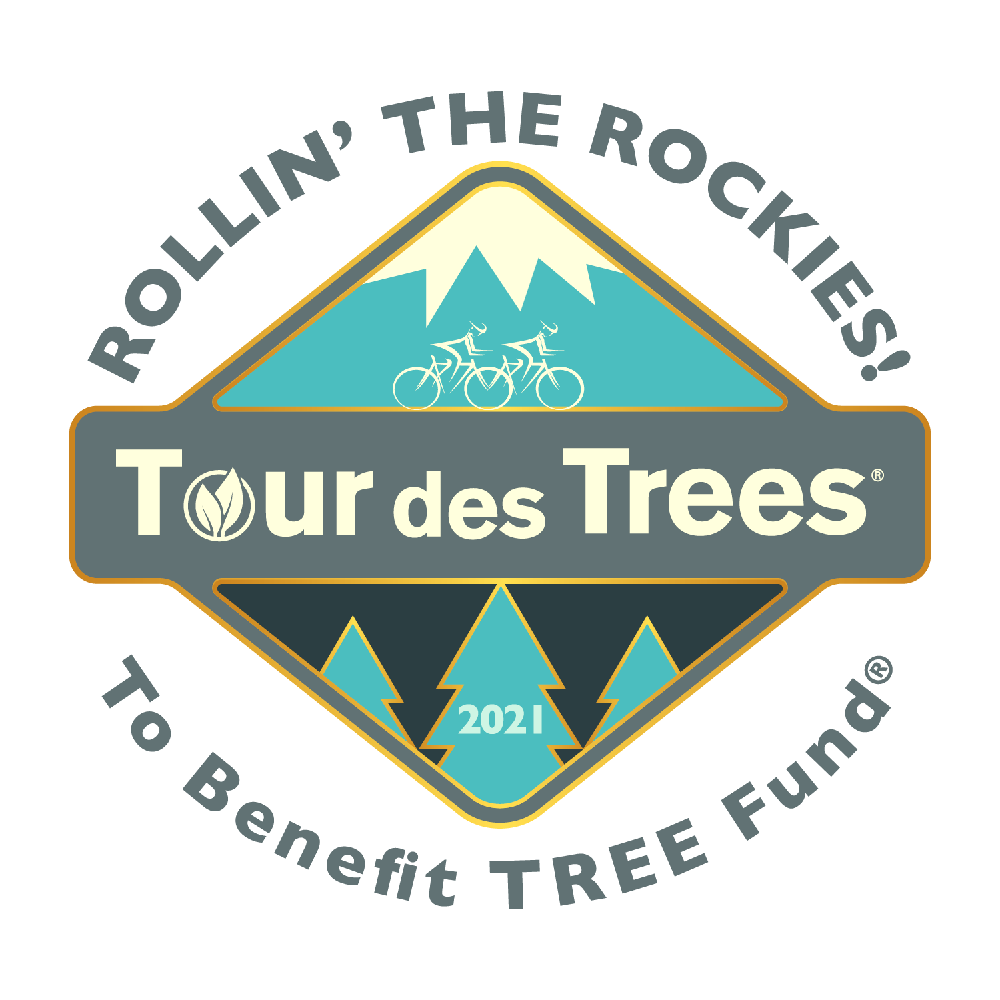 ROLLIN’ THE ROCKIES!
Tour des Trees®
2021
To Benefit TREE Fund®